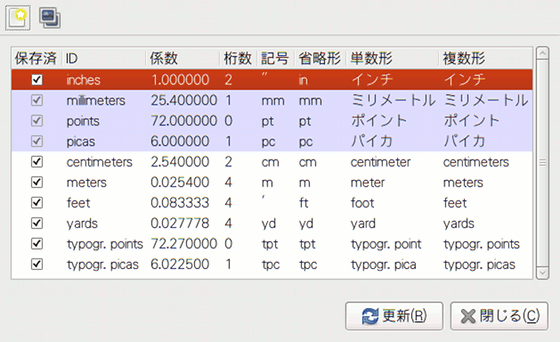 保存済 ID 係数 桁数 記号 省略形 単数形 複数形
inches 1.000000 2 ″ in インチ インチ
millimeters 25.400000 1 mm mm ミリメートル ミリメートル
points 72.000000 0 pt pt ポイント ポイント
picas 6.000000 1 pc pc パイカ パイカ
centimeters 2.540000 2 cm cm centimeter centimeters
meters 0.025400 4 m m meter meters
feet 0.083333 4 ′ ft foot feet
yards 0.027778 4 yd yd yard yards
typogr. points 72.270000 0 tpt tpt typogr. point typogr. points
typogr. picas 6.022500 1 tpc tpc typogr. pica typogr. picas
更新(R) 閉じる(C)